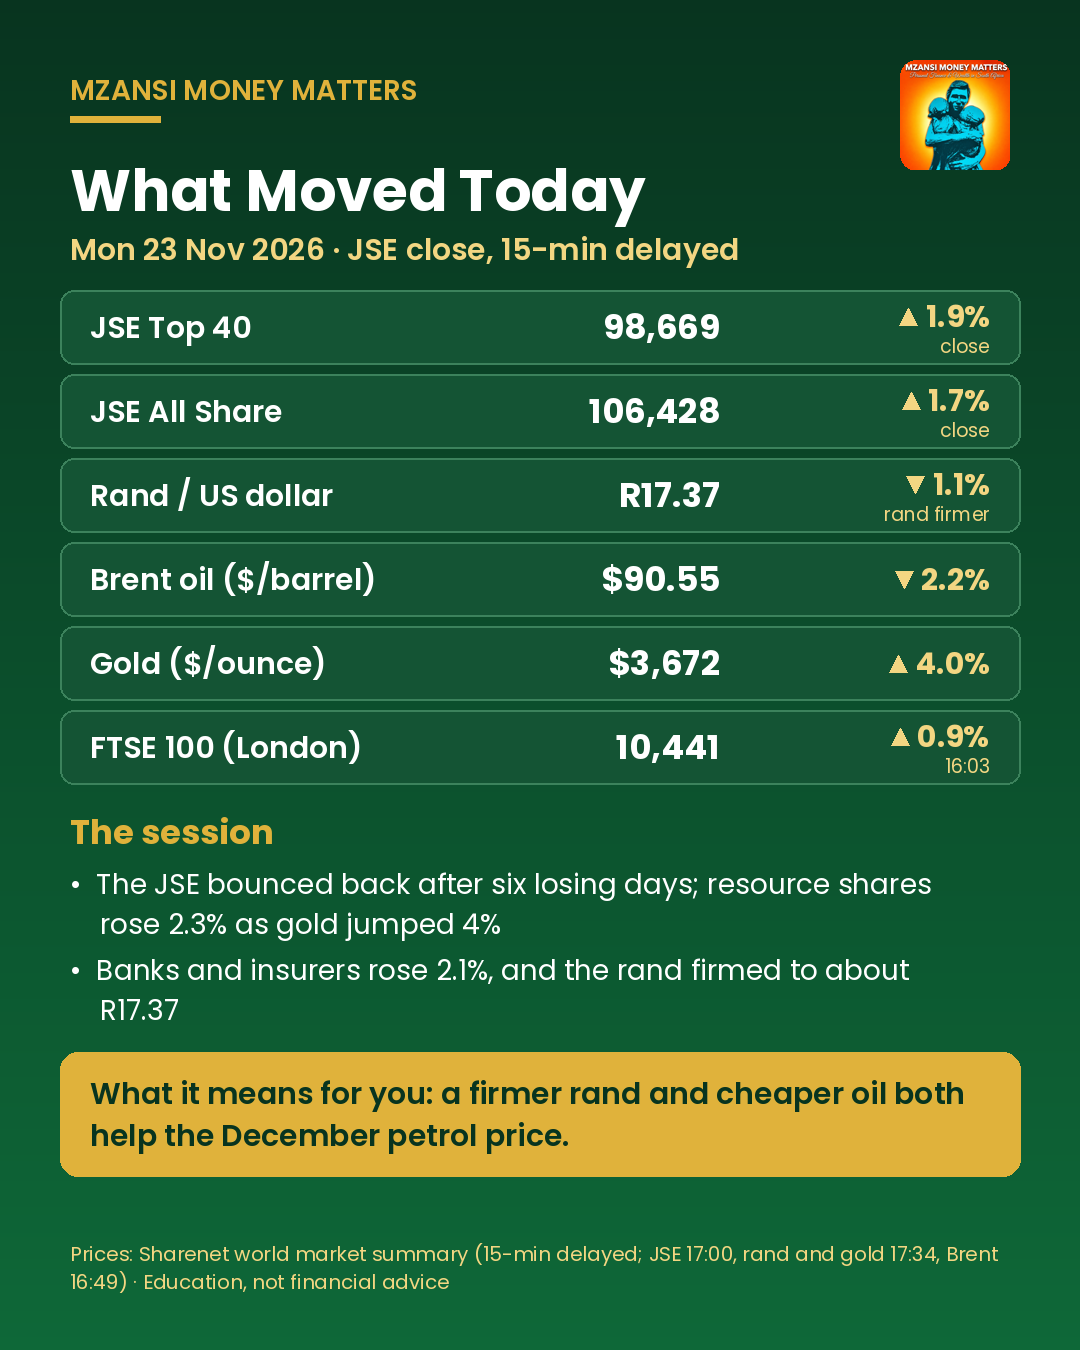 MZANSI MONEY MATTERS
MZANSI MONEY MATTERS
What Moved Today
Mon 23 Nov 2026 · JSE close, 15-min delayed
JSE Top 40 98,669 ▲ 1.9%
close
JSE All Share 106,428 ▲ 1.7%
close
Rand / US dollar R17.37 ▼ 1.1%
rand firmer
Brent oil ($/barrel) $90.55 ▼ 2.2%
Gold ($/ounce) $3,672 ▲ 4.0%
FTSE 100 (London) 10,441 ▲ 0.9%
16:03
The session
• The JSE bounced back after six losing days; resource shares
rose 2.3% as gold jumped 4%
• Banks and insurers rose 2.1%, and the rand firmed to about
R17.37
What it means for you: a firmer rand and cheaper oil both
help the December petrol price.
Prices: Sharenet world market summary (15-min delayed; JSE 17:00, rand and gold 17:34, Brent
16:49) · Education, not financial advice